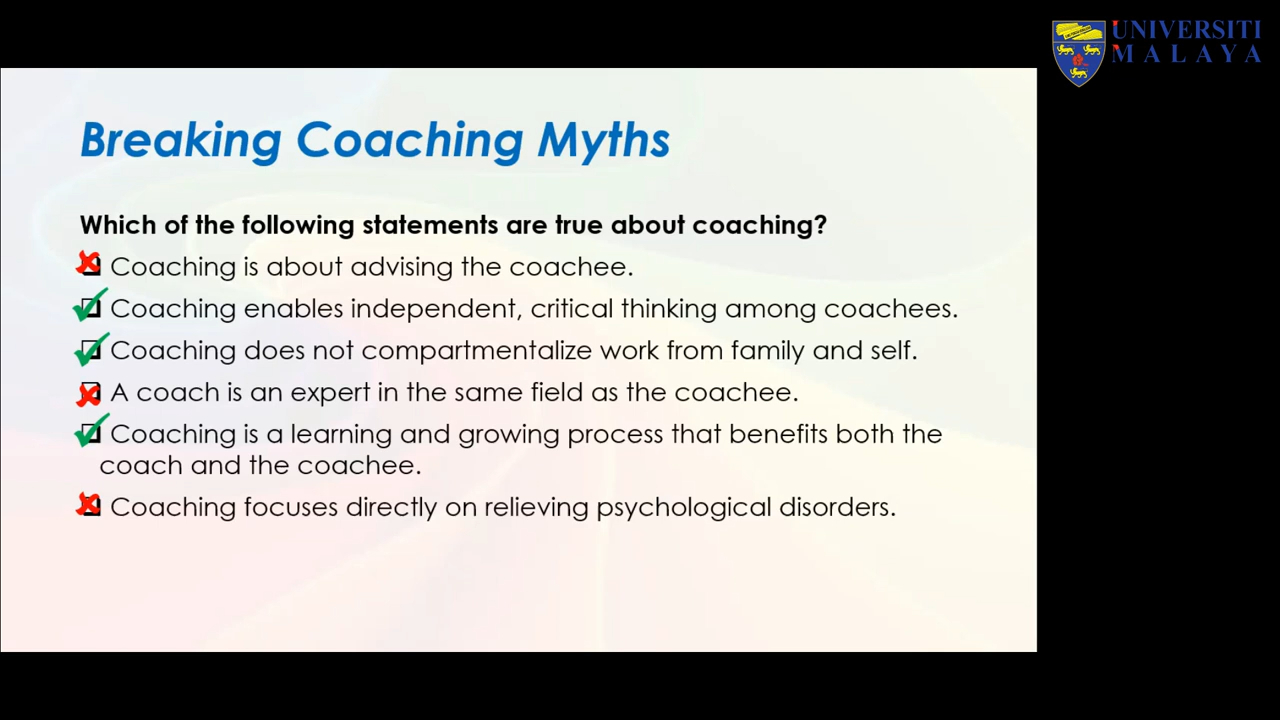 UNIVERSITI
MALAYA
Breaking Coaching Myths
Which of the following statements are true about coaching?
Coaching is about advising the coachee.
Coaching enables independent, critical thinking among coachees.
Coaching does not compartmentalize work from family and self.
A coach is an expert in the same field as the coachee.
Coaching is a learning and growing process that benefits both the
coach and the coachee.
Coaching focuses directly on relieving psychological disorders.